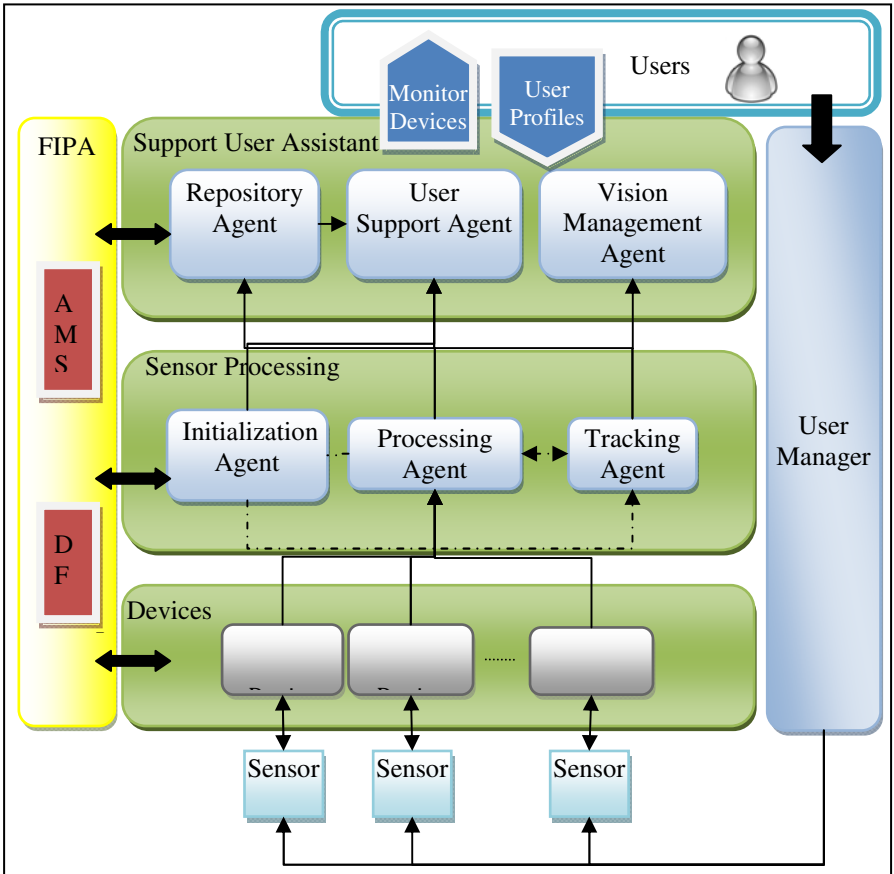 Users
Monitor
Devices
User
Profiles
FIPA
Support User Assistant
Repository
Agent
User
Support Agent
Vision
Management
Agent
A
M
S
Sensor Processing
Initialization
Agent
Processing
Agent
Tracking
Agent
User
Manager
D
F
Devices
........
Sensor
Sensor
Sensor